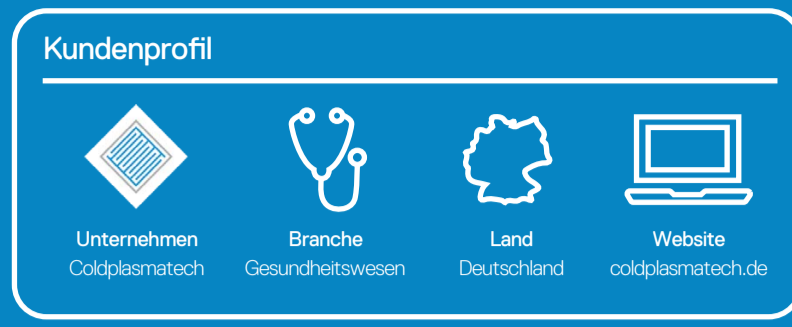 Kundenprofil
Unternehmen Branche Land Website
Coldplasmatech Gesundheitswesen Deutschland coldplasmatech.de